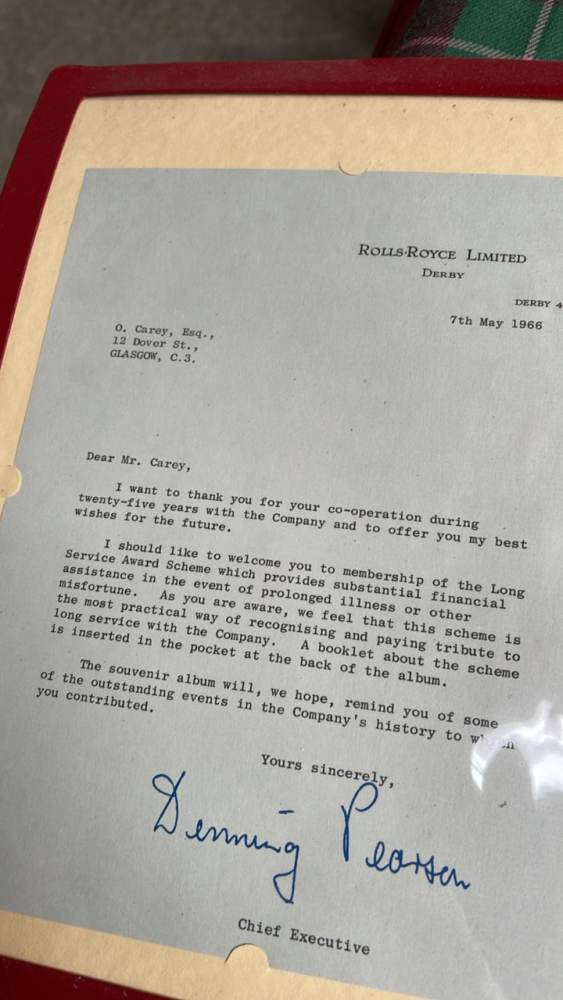 ROLLS-ROYCE LIMITED
DERBY
DERBY 4
7th May 1966
O. Carey, Esq.,
12 Dover St.,
GLASGOW, C.3.
Dear Mr. Carey,
I want to thank you for your co-operation during
twenty-five years with the Company and to offer you my best
wishes for the future.
I should like to welcome you to membership of the Long
Service Award Scheme which provides substantial financial
assistance in the event of prolonged illness or other
misfortune. As you are aware, we feel that this scheme is
the most practical way of recognising and paying tribute to
long service with the Company. A booklet about the scheme
is inserted in the pocket at the back of the album.
The souvenir album will, we hope, remind you of some
of the outstanding events in the Company's history to which
you contributed.
Yours sincerely,
Denning Pearson
Chief Executive